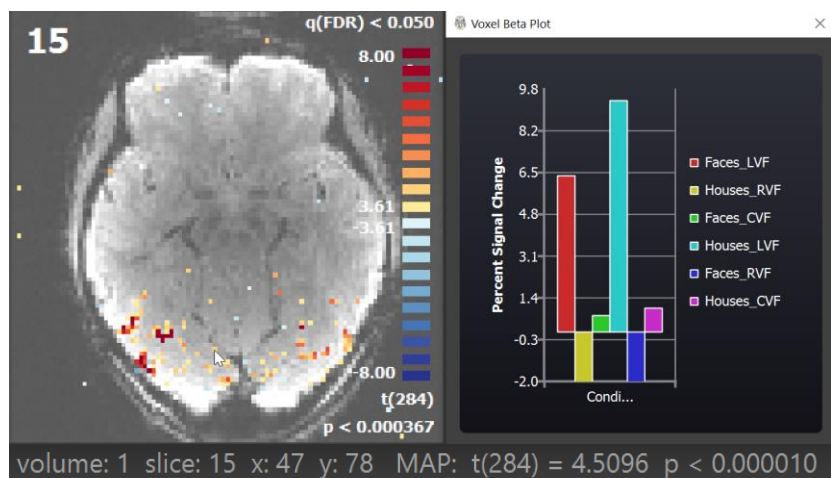 15
q(FDR) < 0.050
8.00
3.61
-3.61
-8.00
t(284)
p < 0.000367
Voxel Beta Plot
Percent Signal Change
9.8
8.2
6.5
4.8
3.1
1.4
-0.3
-2.0
Condi...
Faces_LVF
Houses_RVF
Faces_CVF
Houses_LVF
Faces_RVF
Houses_CVF
volume: 1 slice: 15 x: 47 y: 78 MAP: t(284) = 4.5096 p < 0.000010